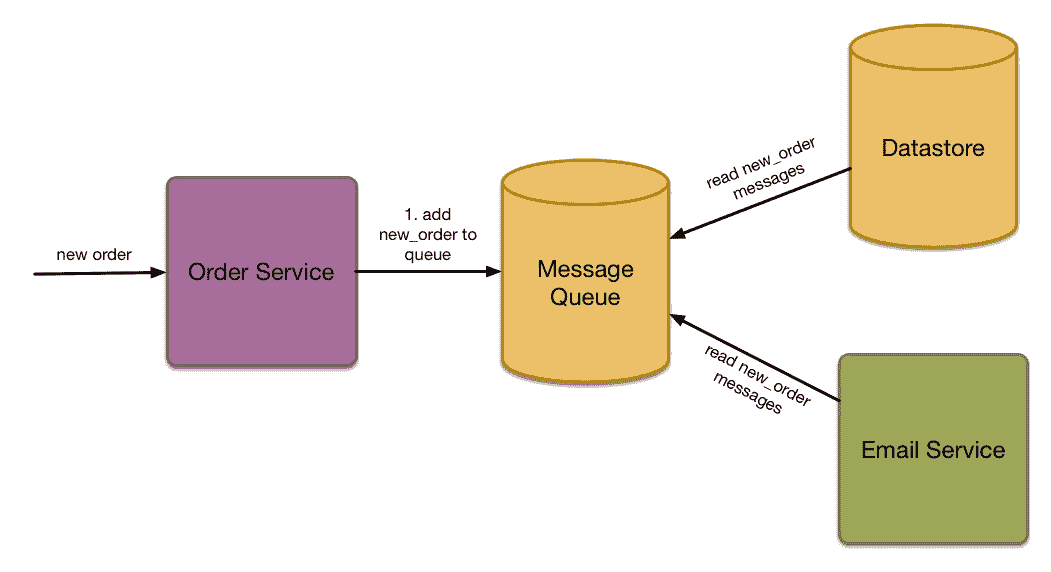 new order
Order Service
1. add
new_order to
queue
Message
Queue
read new_order
messages
Datastore
read new_order
messages
Email Service